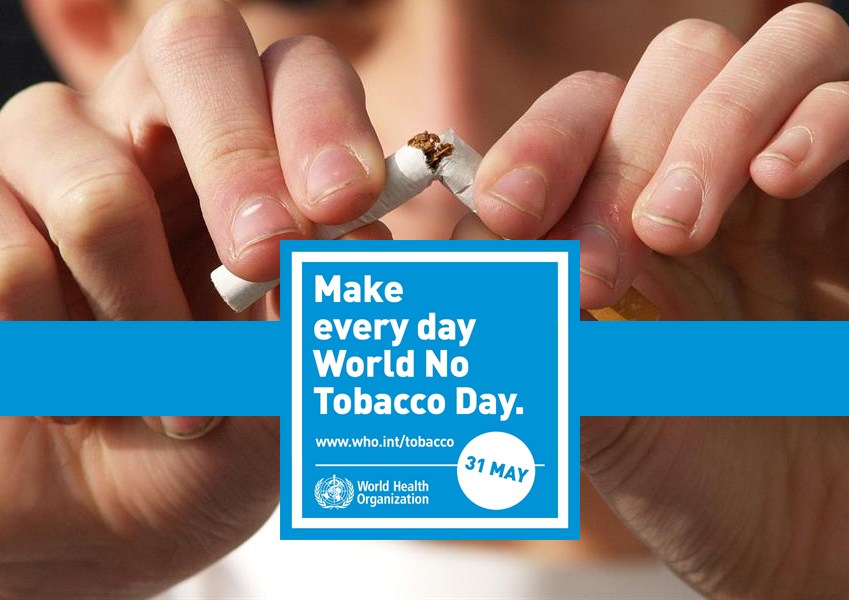 Make
every day
World No
Tobacco Day.
www.who.int/tobacco
31 MAY
World Health
Organization